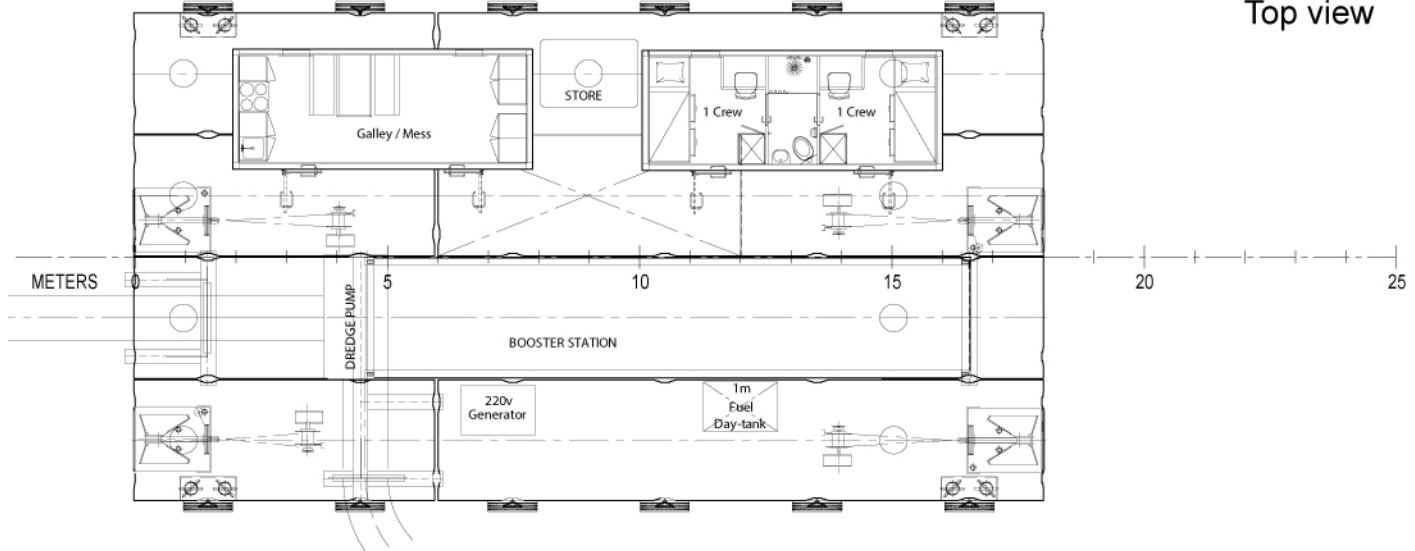 Top view
STORE
1 Crew
1 Crew
Galley / Mess
METERS
0
5
10
15
20
25
DREDGE PUMP
BOOSTER STATION
220v
Generator
1m
Fuel
Day-tank